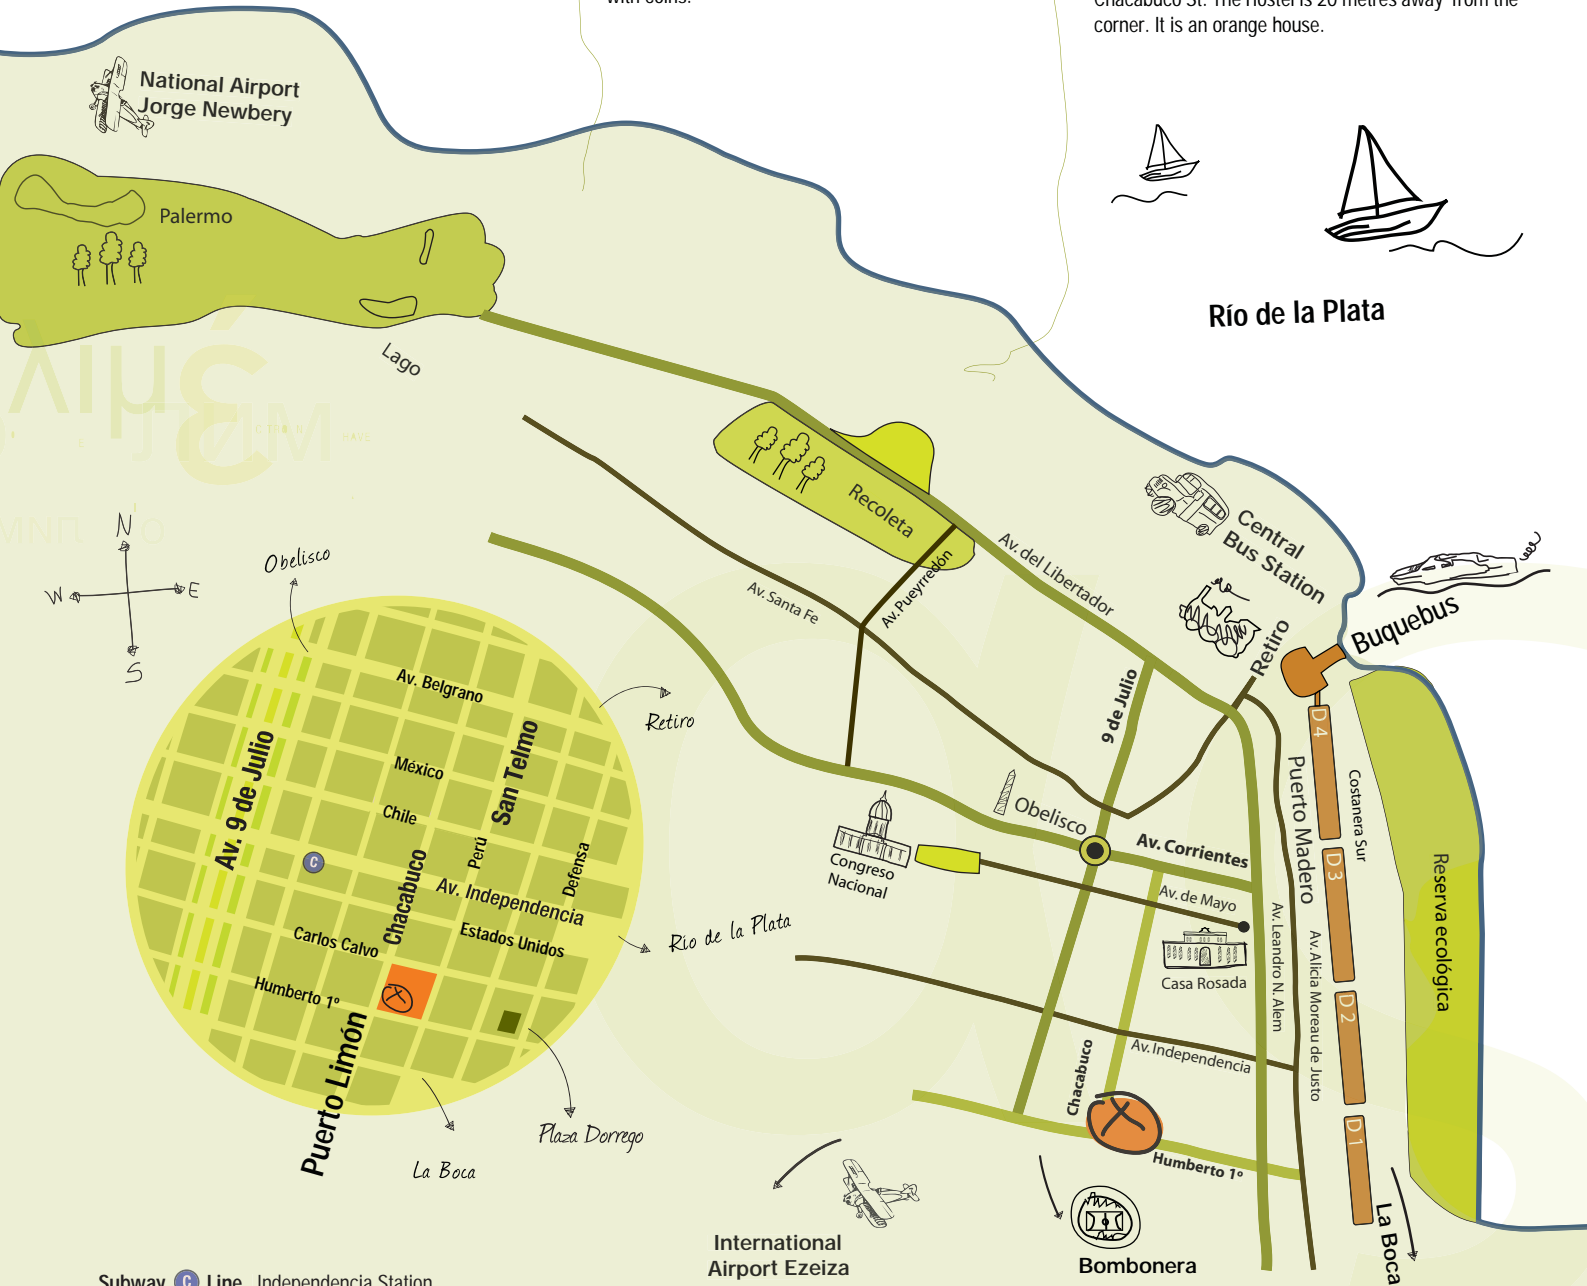 with coins.
Chacabuco St. The Hostel is 20 metres away from the
corner. It is an orange house.
National Airport
Jorge Newbery
Palermo
Lago
Río de la Plata
Recoleta
Av. del Libertador
Central
Bus Station
Av. Santa Fe
Av. Pueyrredón
Retiro
Buquebus
9 de Julio
Obelisco
Av. Corrientes
Congreso
Nacional
Av. de Mayo
Casa Rosada
Puerto Madero
Costanera Sur
D 4
D 3
D 2
D 1
Reserva ecológica
Av. Leandro N. Alem
Av. Alicia Moreau de Justo
Av. Independencia
Chacabuco
Humberto 1º
La Boca
Bombonera
International
Airport Ezeiza
N
W
E
S
Obelisco
Retiro
Av. Belgrano
México
San Telmo
Chile
Av. 9 de Julio
C
Perú
Defensa
Chacabuco
Av. Independencia
Estados Unidos
Carlos Calvo
Humberto 1º
Río de la Plata
Puerto Limón
Plaza Dorrego
La Boca
Subway C Line Independencia Station